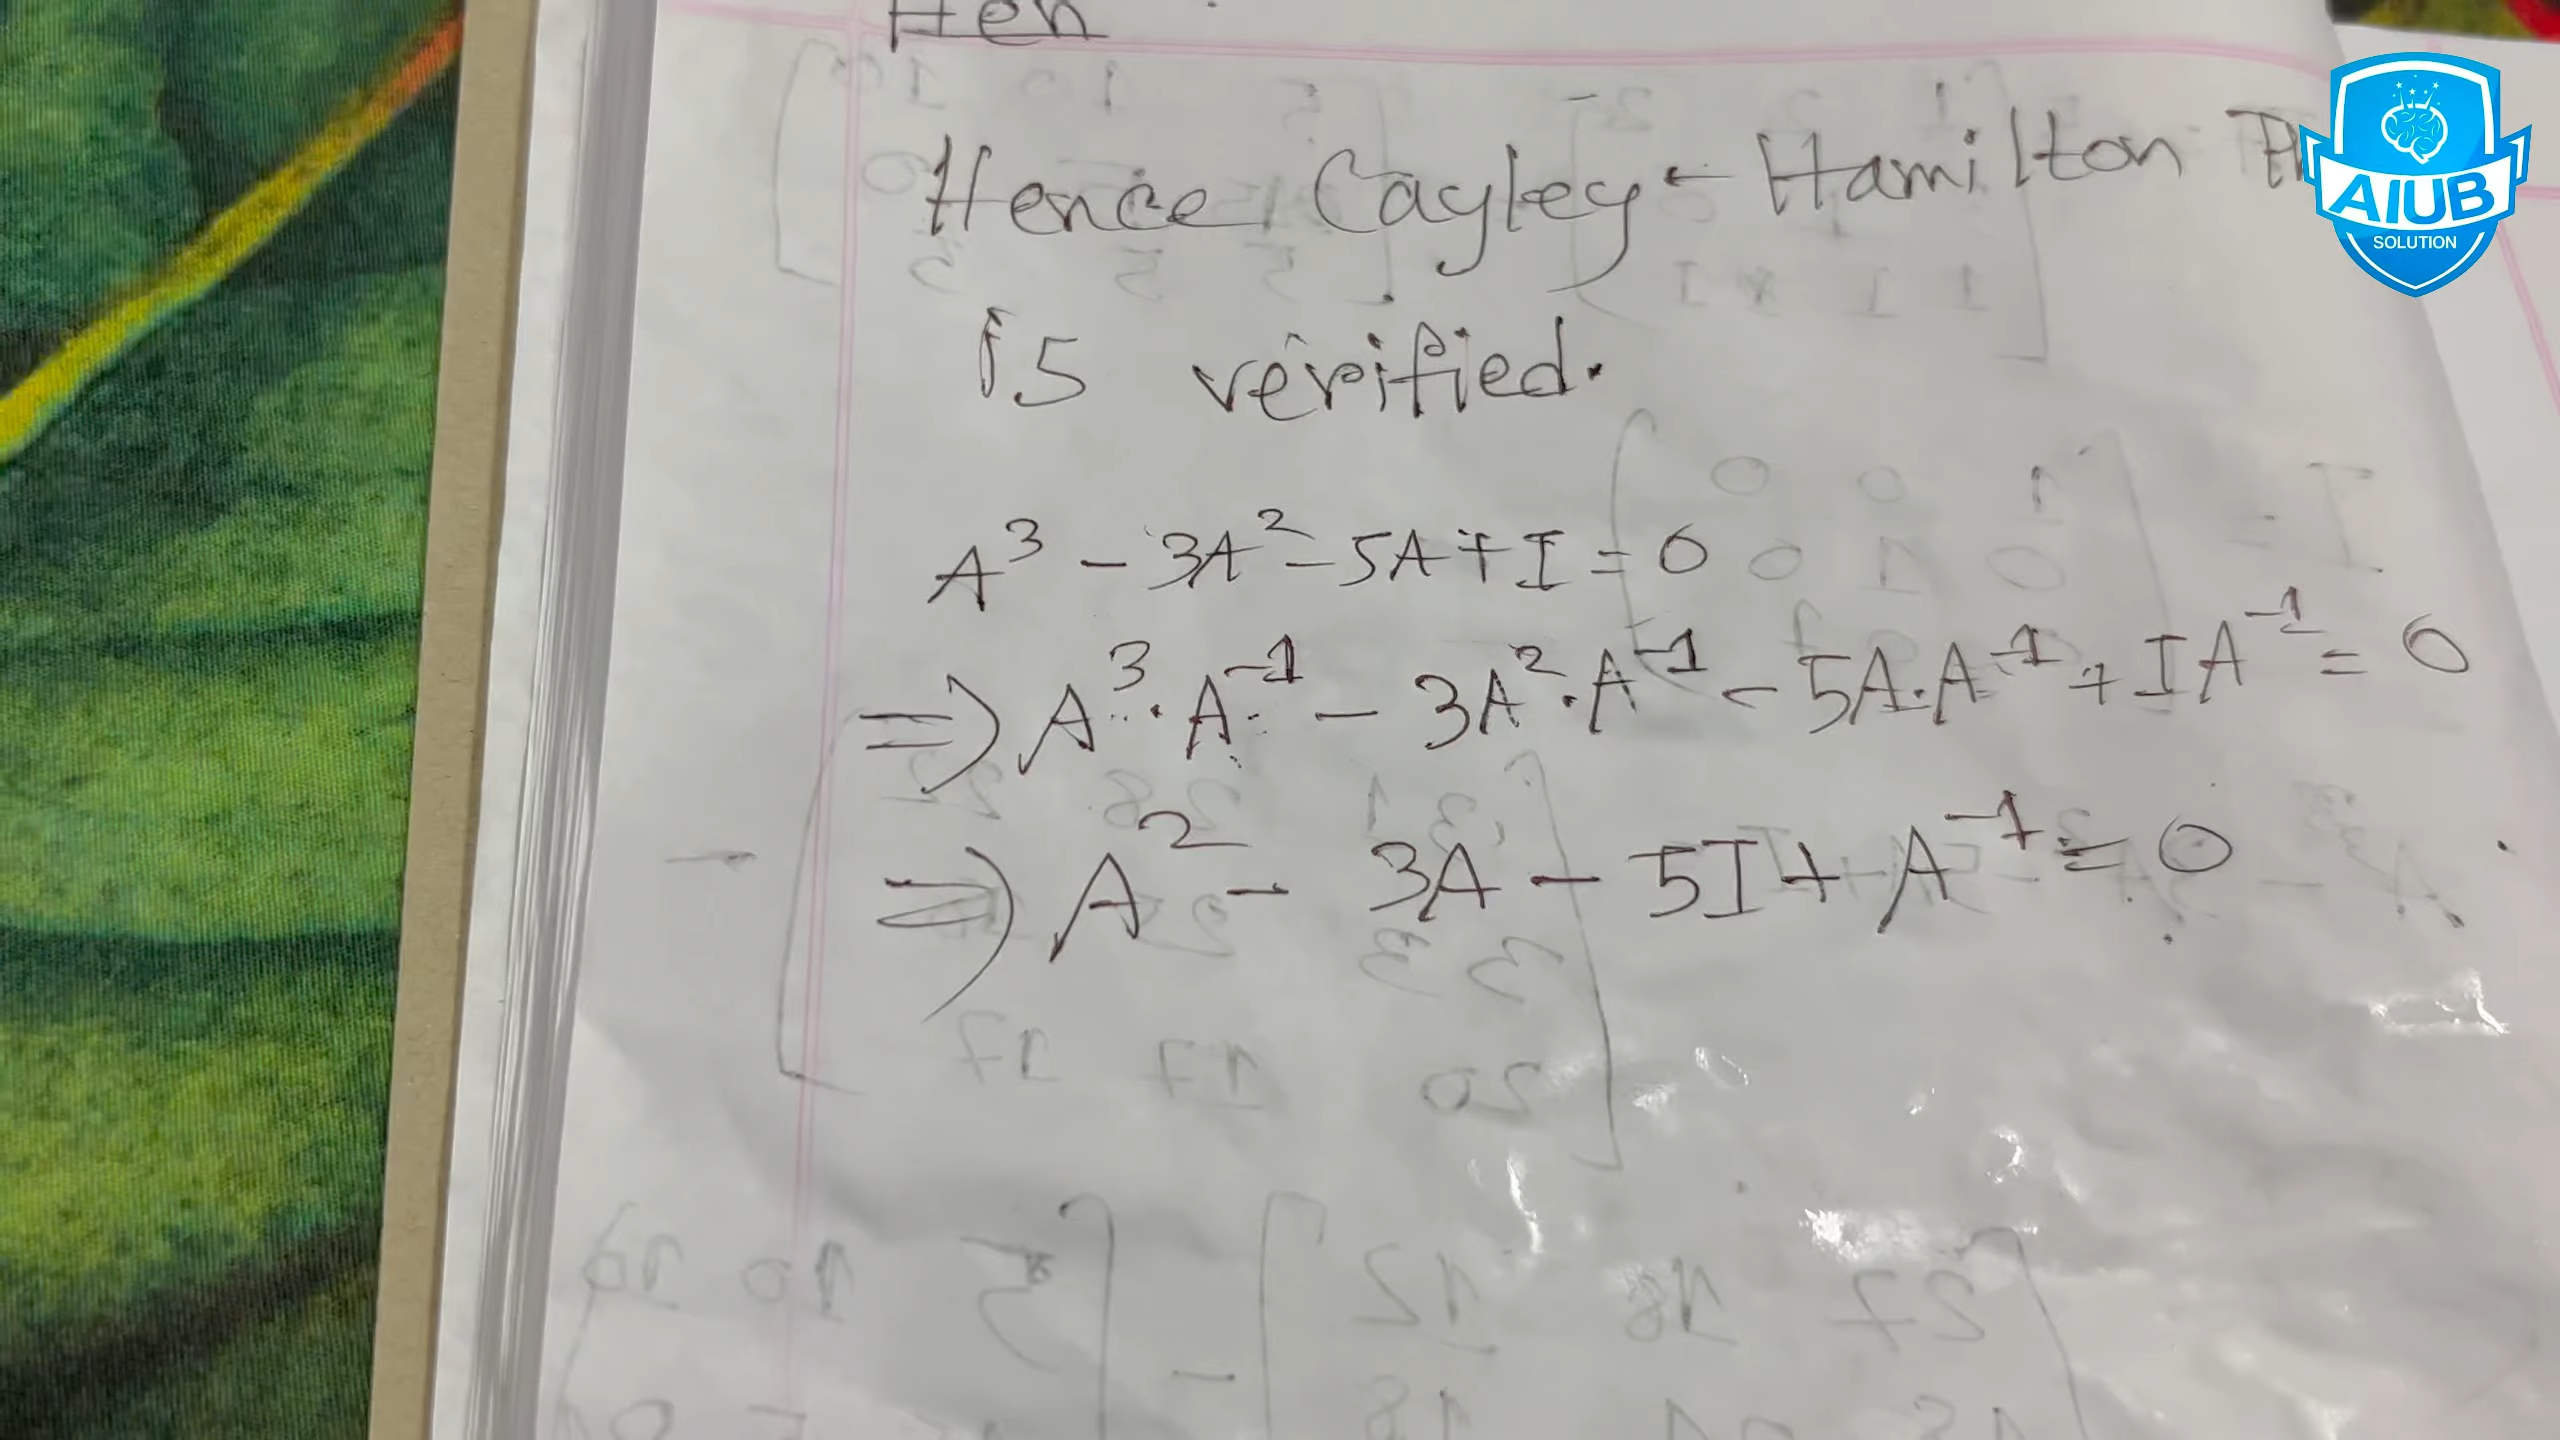 Hen
Hence Cayley-Hamilton Th
is verified.
A³ - 3A² - 5A + I = 0
=> A³·A⁻¹ - 3A²·A⁻¹ - 5A·A⁻¹ + IA⁻¹ = 0
=> A² - 3A - 5I + A⁻¹ = 0
AIUB
SOLUTION